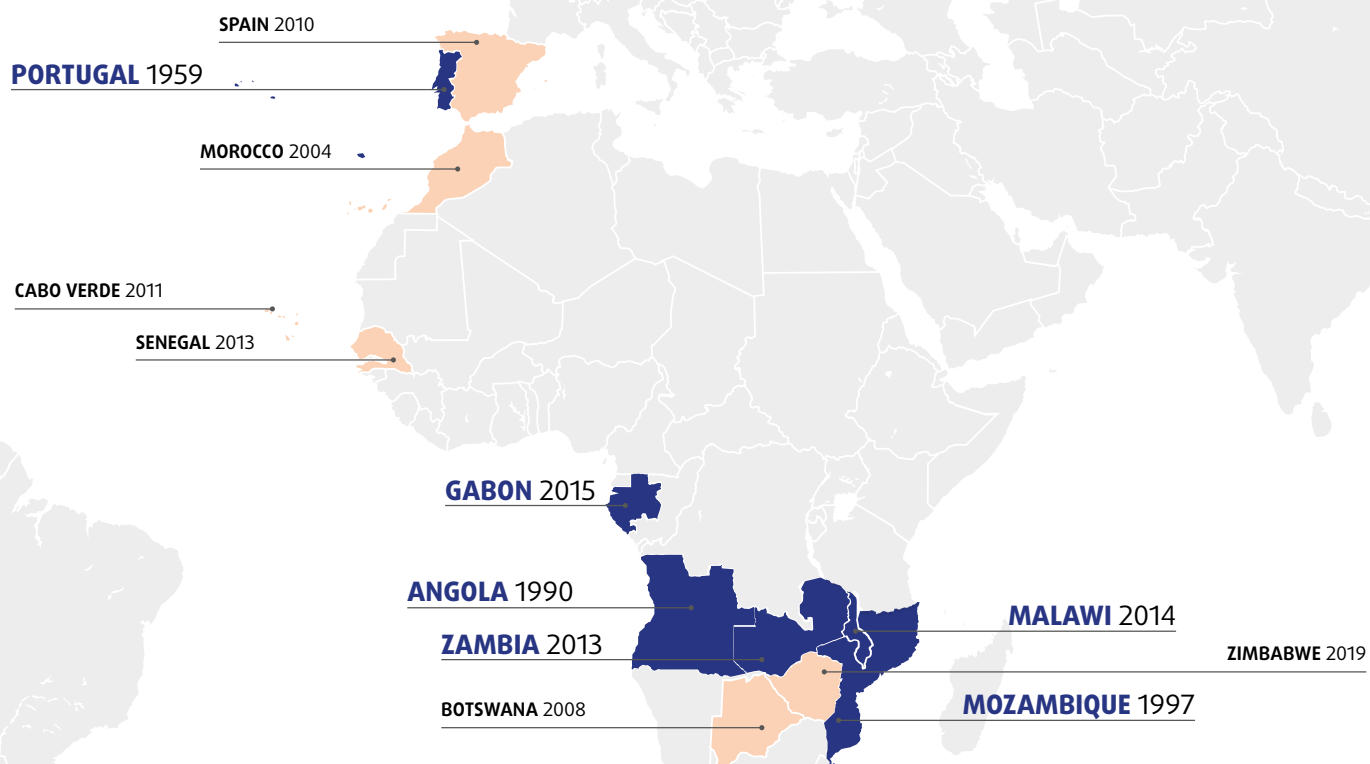 SPAIN 2010
PORTUGAL 1959
MOROCCO 2004
CABO VERDE 2011
SENEGAL 2013
GABON 2015
ANGOLA 1990
MALAWI 2014
ZAMBIA 2013
ZIMBABWE 2019
BOTSWANA 2008
MOZAMBIQUE 1997